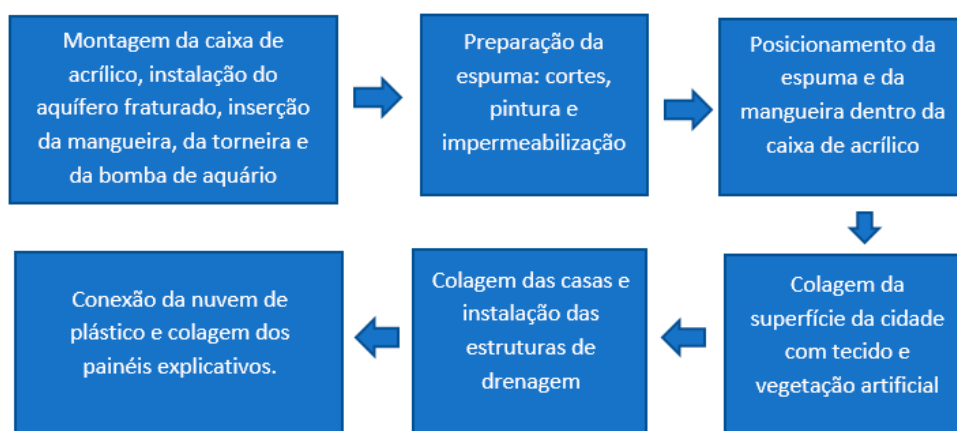 Montagem da caixa de
acrílico, instalação do
aquífero fraturado, inserção
da mangueira, da torneira e
da bomba de aquário
Preparação da
espuma: cortes,
pintura e
impermeabilização
Posicionamento da
espuma e da
mangueira dentro da
caixa de acrílico
Colagem da
superfície da cidade
com tecido e
vegetação artificial
Colagem das casas e
instalação das
estruturas de
drenagem
Conexão da nuvem de
plástico e colagem dos
painéis explicativos.